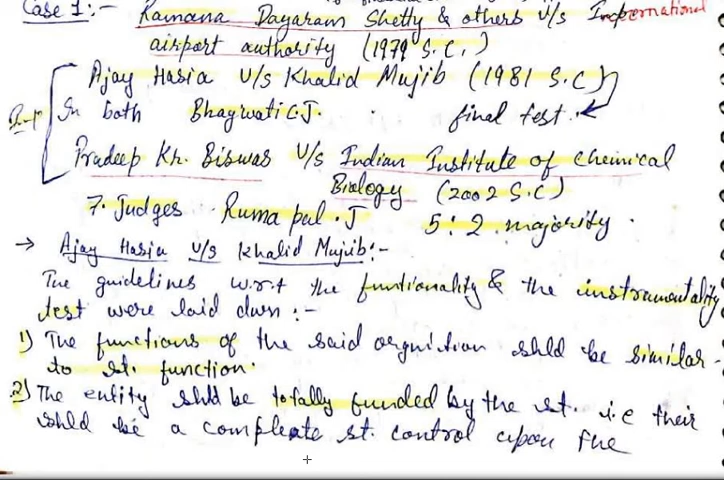 Case 1:- Ramana Dayaram Shetty & others v/s International
airport authority (1979 S.C.)
Ajay Hasia v/s Khalid Mujib (1981 S.C)
Imp In both Bhagwati C.J. final test.
Pradeep Kr. Biswas v/s Indian Institute of chemical
Biology (2002 S.C)
7. Judges Ruma pal. J 5:2 majority.
→ Ajay Hasia v/s Khalid Mujib:-
The guidelines w.r.t the funtionality & the instrumentality
test were laid down :-
1) The functions of the said orgnition shld be similar
to st. function.
2) The entity shld be totally funded by the st. i.e their
shld be a compleate st. control upon the